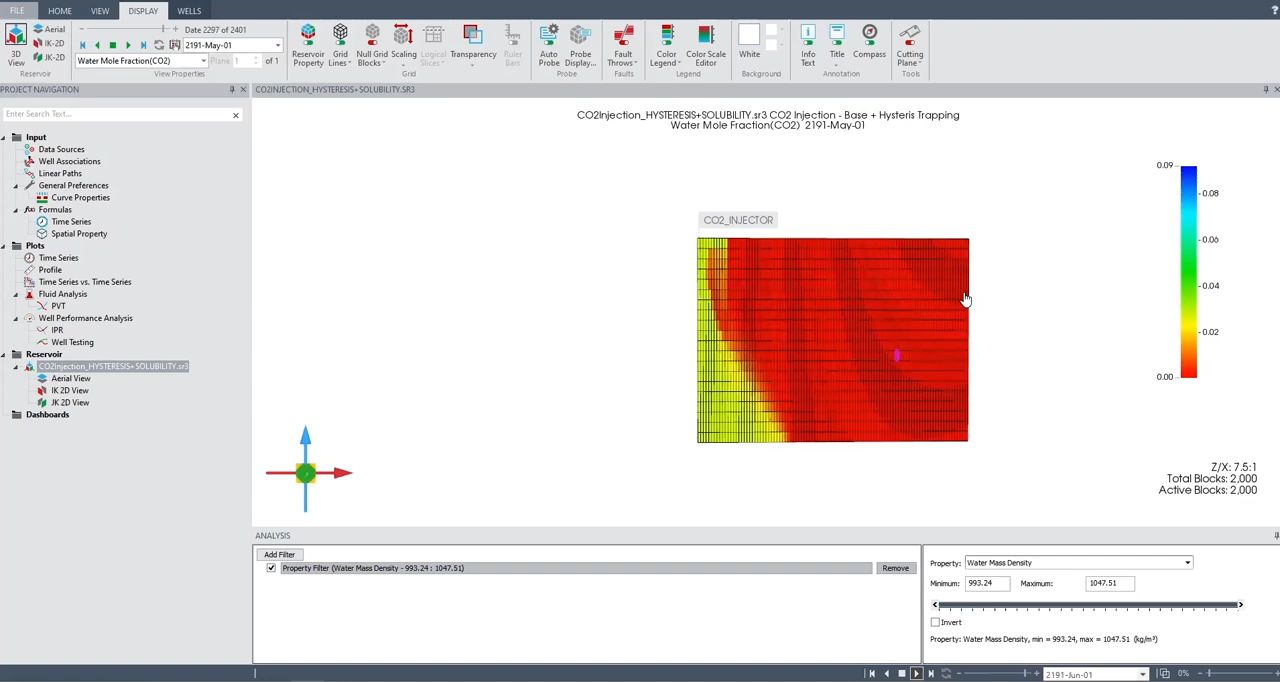 FILE HOME VIEW DISPLAY WELLS
3D View
Aerial
IK-2D
JK-2D
Reservoir
Date 2297 of 2401
2191-May-01
Water Mole Fraction(CO2) Plane 1 of 1
View Properties
Reservoir Property
Grid Lines
Null Grid Blocks
Scaling
Logical Slices
Transparency
Ruler Bars
Grid
Auto Probe
Probe Display...
Probe
Fault Throws
Faults
Color Legend
Color Scale Editor
Legend
White
Background
Info Text
Title
Compass
Annotation
Cutting Plane
Tools
PROJECT NAVIGATION
Enter Search Text...
Input
Data Sources
Well Associations
Linear Paths
General Preferences
Curve Properties
Formulas
Time Series
Spatial Property
Plots
Time Series
Profile
Time Series vs. Time Series
Fluid Analysis
PVT
Well Performance Analysis
IPR
Well Testing
Reservoir
CO2Injection_HYSTERESIS+SOLUBILITY.sr3
Aerial View
IK 2D View
JK 2D View
Dashboards
CO2INJECTION_HYSTERESIS+SOLUBILITY.SR3
CO2Injection_HYSTERESIS+SOLUBILITY.sr3 CO2 Injection - Base + Hysteris Trapping
Water Mole Fraction(CO2) 2191-May-01
CO2_INJECTOR
0.09
0.08
0.06
0.04
0.02
0.00
Z/X: 7.5:1
Total Blocks: 2,000
Active Blocks: 2,000
ANALYSIS
Add Filter
Property Filter (Water Mass Density - 993.24 : 1047.51) Remove
Property: Water Mass Density
Minimum: 993.24 Maximum: 1047.51
Invert
Property: Water Mass Density, min = 993.24, max = 1047.51 (kg/m³)
2191-Jun-01 0%